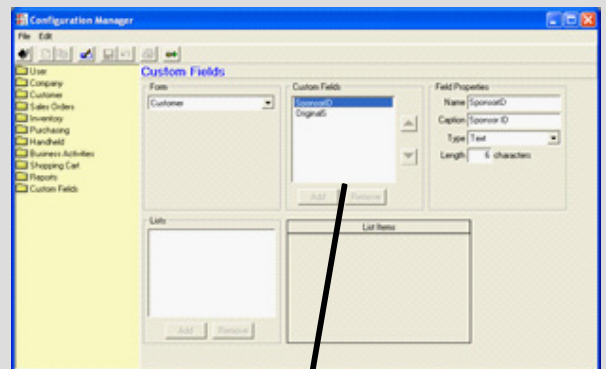 Configuration Manager
File Edit
User
Company
Customer
Sales Orders
Inventory
Purchasing
Handheld
Business Activities
Shopping Cart
Reports
Custom Fields
Custom Fields
Form
Customer
Custom Fields
SponsorID
OriginalS
Add Remove
Field Properties
Name SponsorID
Caption Sponsor ID
Type Text
Length 6 characters
Lists
Add Remove
List Items